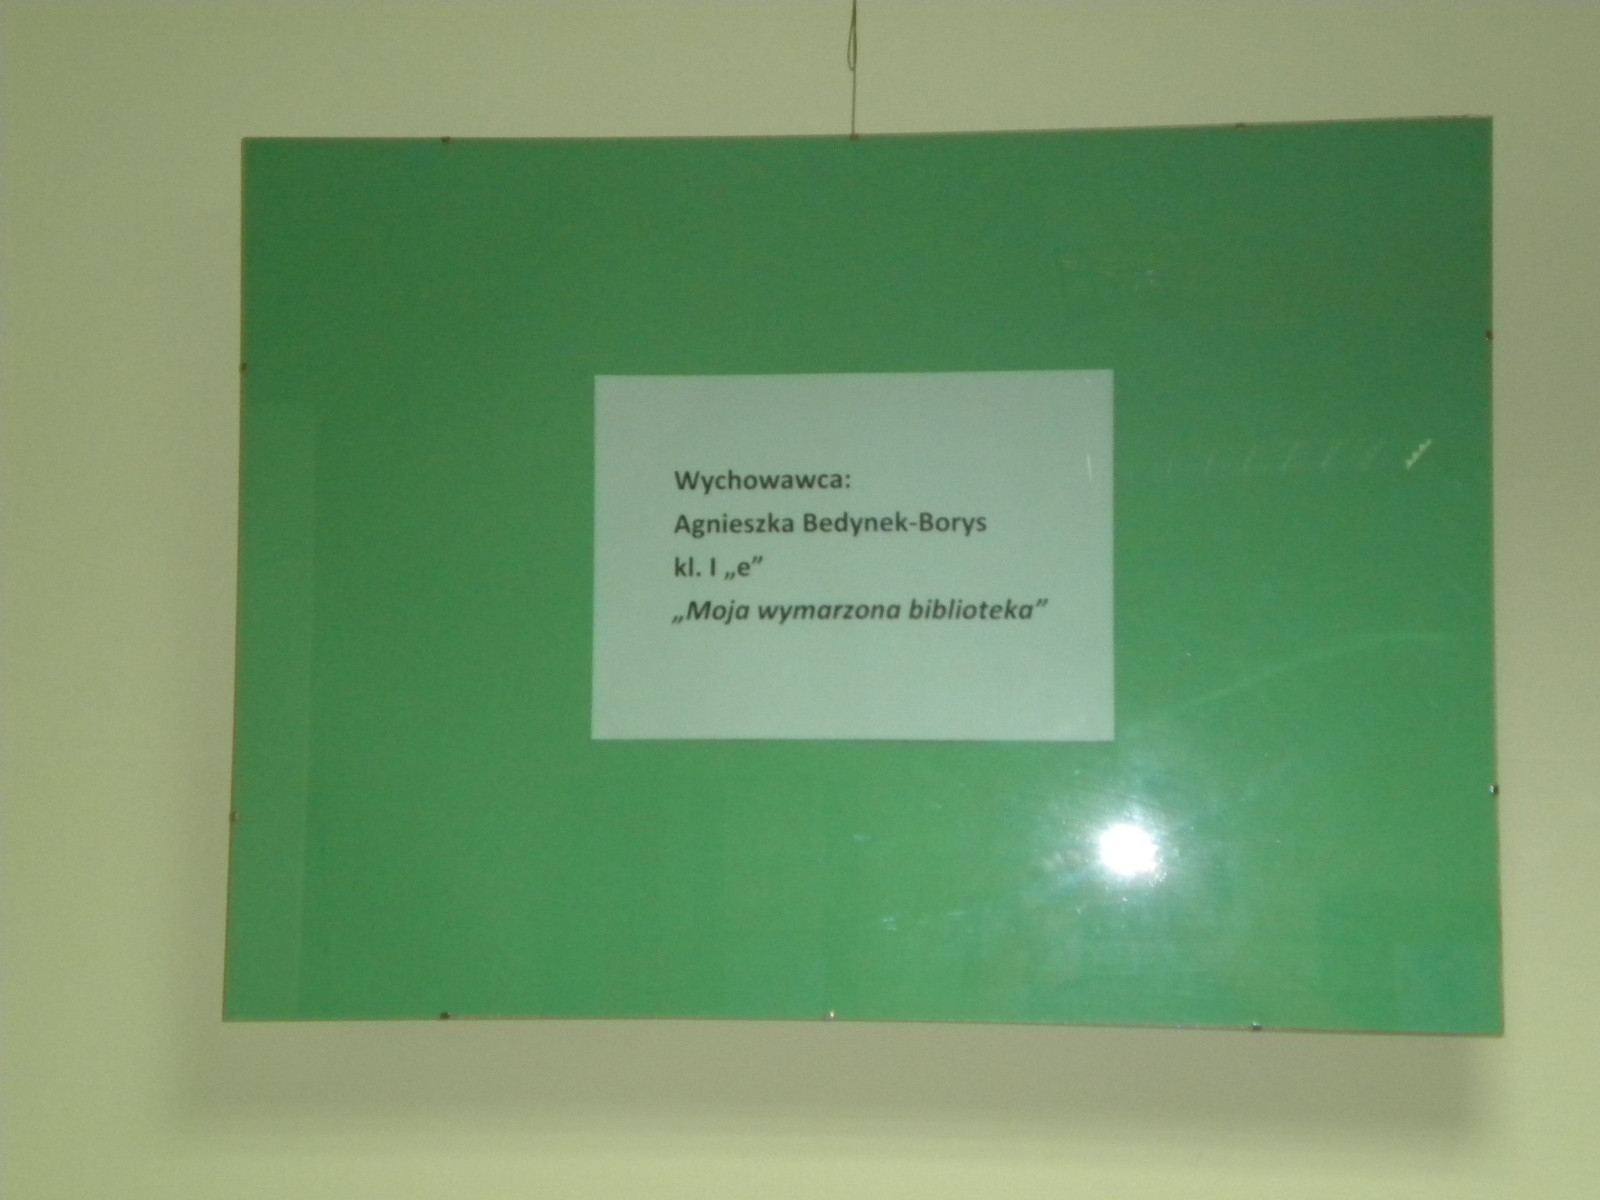 Wychowawca:
Agnieszka Bedynek-Borys
kl. I „e”
„Moja wymarzona biblioteka”